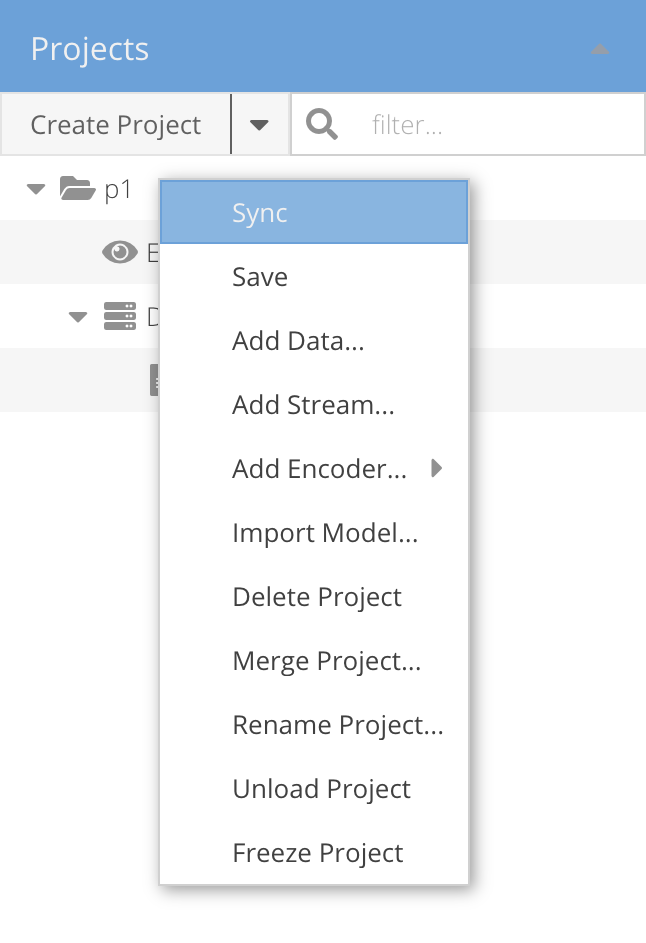 Projects
Create Project
filter...
p1
Sync
E
Save
D
Add Data...
Add Stream...
Add Encoder...
Import Model...
Delete Project
Merge Project...
Rename Project...
Unload Project
Freeze Project